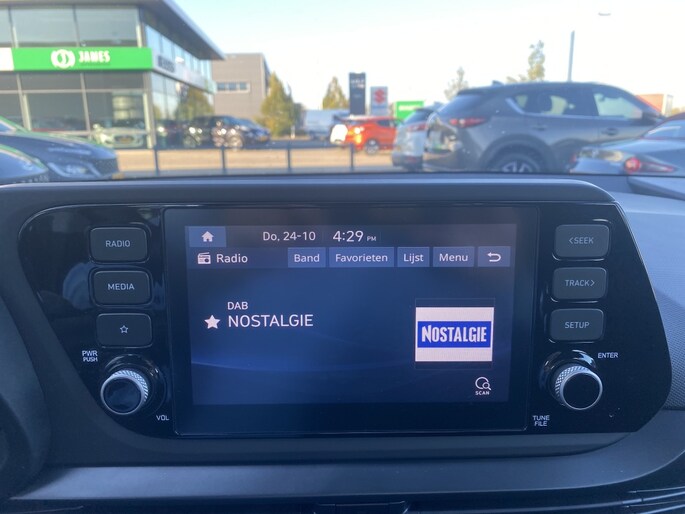 JAMES
RADIO
MEDIA
PWR
PUSH
VOL
Do, 24-10
4:29 PM
Radio
Band
Favorieten
Lijst
Menu
DAB
NOSTALGIE
NOSTALGIE
SCAN
< SEEK
TRACK >
SETUP
ENTER
TUNE
FILE